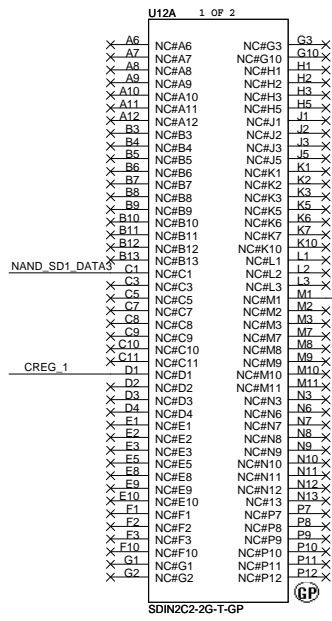 U12A 1 OF 2
A6 NC#A6 NC#G3 G3
A7 NC#A7 NC#G10 G10
A8 NC#A8 NC#H1 H1
A9 NC#A9 NC#H2 H2
A10 NC#A10 NC#H3 H3
A11 NC#A11 NC#H5 H5
A12 NC#A12 NC#J1 J1
B3 NC#B3 NC#J2 J2
B4 NC#B4 NC#J3 J3
B5 NC#B5 NC#J5 J5
B6 NC#B6 NC#K1 K1
B7 NC#B7 NC#K2 K2
B8 NC#B8 NC#K3 K3
B9 NC#B9 NC#K5 K5
B10 NC#B10 NC#K6 K6
B11 NC#B11 NC#K7 K7
B12 NC#B12 NC#K10 K10
B13 NC#B13 NC#L1 L1
NAND_SD1_DATA3 C1 NC#C1 NC#L2 L2
C3 NC#C3 NC#L3 L3
C5 NC#C5 NC#M1 M1
C7 NC#C7 NC#M2 M2
C8 NC#C8 NC#M3 M3
C9 NC#C9 NC#M7 M7
C10 NC#C10 NC#M8 M8
C11 NC#C11 NC#M9 M9
CREG_1 D1 NC#D1 NC#M10 M10
D2 NC#D2 NC#M11 M11
D3 NC#D3 NC#N3 N3
D4 NC#D4 NC#N6 N6
E1 NC#E1 NC#N7 N7
E2 NC#E2 NC#N8 N8
E3 NC#E3 NC#N9 N9
E5 NC#E5 NC#N10 N10
E8 NC#E8 NC#N11 N11
E9 NC#E9 NC#N12 N12
E10 NC#E10 NC#13 N13
F1 NC#F1 NC#P7 P7
F2 NC#F2 NC#P8 P8
F3 NC#F3 NC#P9 P9
F10 NC#F10 NC#P10 P10
G1 NC#G1 NC#P11 P11
G2 NC#G2 NC#P12 P12
GP
SDIN2C2-2G-T-GP